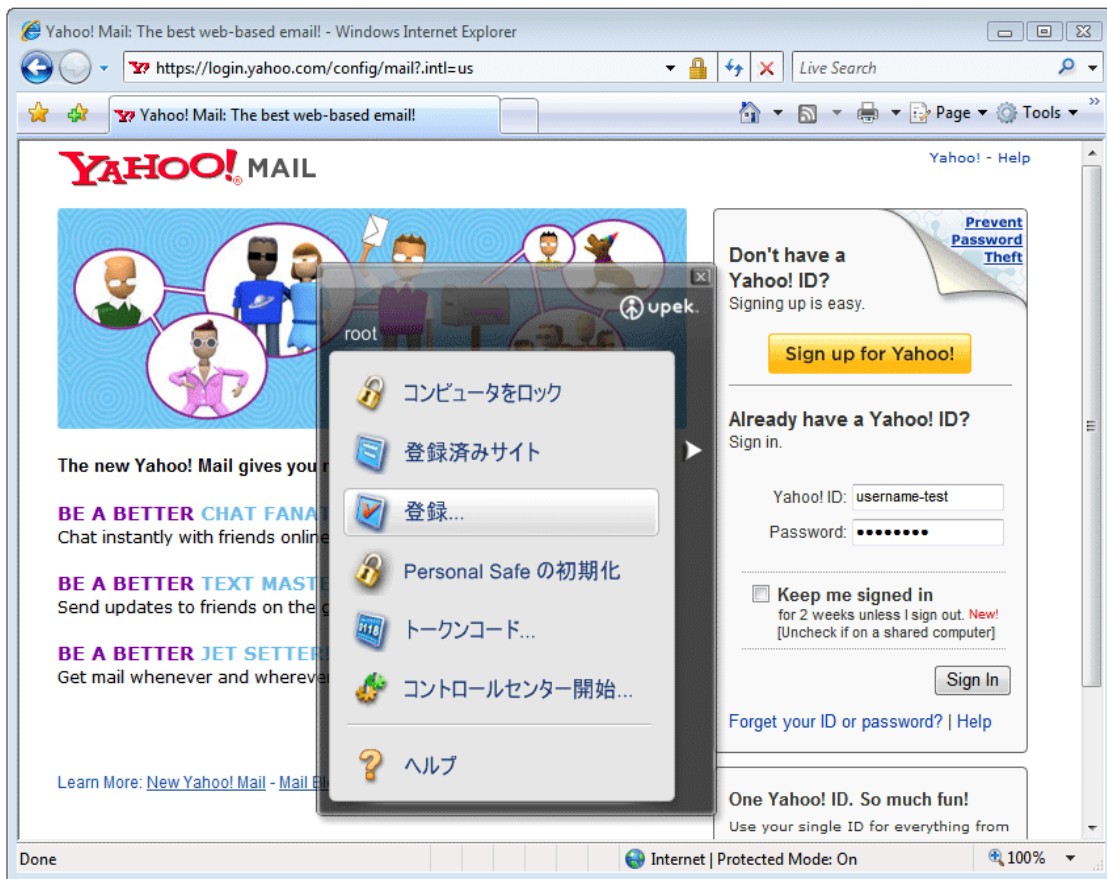 Yahoo! Mail: The best web-based email! - Windows Internet Explorer
https://login.yahoo.com/config/mail?.intl=us
Live Search
Yahoo! Mail: The best web-based email!
Page
Tools
YAHOO!® MAIL
Yahoo! - Help
Prevent
Password
Theft
Don't have a
Yahoo! ID?
Signing up is easy.
Sign up for Yahoo!
Already have a Yahoo! ID?
Sign in.
Yahoo! ID: username-test
Password: ••••••••
Keep me signed in
for 2 weeks unless I sign out. New!
[Uncheck if on a shared computer]
Sign In
Forget your ID or password? | Help
One Yahoo! ID. So much fun!
Use your single ID for everything from
The new Yahoo! Mail gives you
BE A BETTER CHAT FANAT
Chat instantly with friends online
BE A BETTER TEXT MASTE
Send updates to friends on the
BE A BETTER JET SETTER
Get mail whenever and whereve
Learn More: New Yahoo! Mail - Mail
upek.
root
コンピュータをロック
登録済みサイト
登録...
Personal Safe の初期化
トークンコード...
コントロールセンター開始...
ヘルプ
Done
Internet | Protected Mode: On
100%